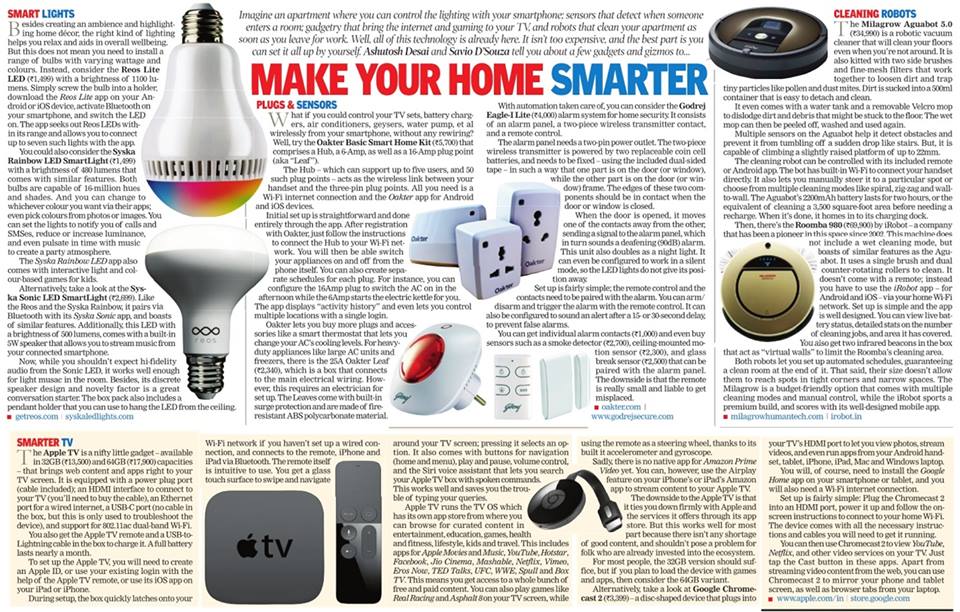 Imagine an apartment where you can control the lighting with your smartphone; sensors that detect when someone
enters a room; gadgetry that bring the internet and gaming to your TV, and robots that clean your apartment as
soon as you leave for work. Well, all of this technology is already here. It isn't too expensive, and the best part is you
can set it all up by yourself. Ashutosh Desai and Savio D'Souza tell you about a few gadgets and gizmos...
MAKE YOUR HOME SMARTER
SMART LIGHTS
Besides creating an ambience and highlight-
ing home décor, the right kind of lighting
helps you relax and aids in overall wellbeing.
But this does not mean you need to install a
range of bulbs with varying wattage and
colours. Instead, consider the Reos Lite
LED (₹1,499) with a brightness of 1100 lu-
mens. Simply screw the bulb into a holder,
download the Reos Lite app on your An-
droid or iOS device, activate Bluetooth on
your smartphone, and switch the LED
on. The app seeks out Reos LEDs with-
in its range and allows you to connect
up to seven such lights with the app.
You could also consider the Syska
Rainbow LED SmartLight (₹1,499)
with a brightness of 480 lumens that
comes with similar features. Both
bulbs are capable of 16-million hues
and shades. And you can change to
whichever colour you want via their apps;
even pick colours from photos or images. You
can set the lights to notify you of calls and
SMSes, reduce or increase luminance,
and even pulsate in time with music
to create a party atmosphere.
The Syska Rainbow LED app also
comes with interactive light and col-
our-based games for kids.
Alternatively, take a look at the Sys-
ka Sonic LED SmartLight (₹2,699). Like
the Reos and the Syska Rainbow, it pairs via
Bluetooth with its Syska Sonic app, and boasts
of similar features. Additionally, this LED with
a brightness of 500 lumens, comes with a built-in
5W speaker that allows you to stream music from
your connected smartphone.
Now, while you shouldn't expect hi-fidelity
audio from the Sonic LED, it works well enough
for light musac in the room. Besides, its discrete
speaker design and novelty factor is a great
conversation starter. The box pack also includes a
pendant holder that you can use to hang the LED from the ceiling.
getreos.com | syskaledlights.com
reos
PLUGS & SENSORS
What if you could control your TV sets, battery charg-
ers, air conditioners, geysers, water pump, et al
wirelessly from your smartphone, without any rewiring?
Well, try the Oakter Basic Smart Home Kit (₹5,700) that
comprises a Hub, a 6-Amp, as well as a 16-Amp plug point
(aka “Leaf”).
The Hub – which can support up to five users, and 50
such plug points – acts as the wireless link between your
handset and the three-pin plug points. All you need is a
Wi-Fi internet connection and the Oakter app for Android
and iOS devices.
Initial set up is straightforward and done
entirely through the app. After registration
with Oakter, just follow the instructions
to connect the Hub to your Wi-Fi net-
work. You will then be able switch
your appliances on and off from the
phone itself. You can also create sepa-
rate schedules for each plug. For instance, you can
configure the 16Amp plug to switch the AC on in the
afternoon while the 6Amp starts the electric kettle for you.
The app displays “activity history” and even lets you control
multiple locations with a single login.
Oakter lets you buy more plugs and acces-
sories like a smart thermostat that lets you
change your AC's cooling levels. For heavy-
duty appliances like large AC units and
freezers, there is the 25A Oakter Leaf
(₹2,340), which is a box that connects
to the main electrical wiring. How-
ever, this requires an electrician for
set up. The Leaves come with built-in
surge protection and are made of fire-
resistant ABS polycarbonate material.
With automation taken care of, you can consider the Godrej
Eagle-I Lite (₹4,000) alarm system for home security. It consists
of an alarm panel, a two-piece wireless transmitter contact,
and a remote control.
The alarm panel needs a two-pin power outlet. The two-piece
wireless transmitter is powered by two replaceable coin cell
batteries, and needs to be fixed – using the included dual-sided
tape – in such a way that one part is on the door (or window),
while the other part is on the door (or win-
dow) frame. The edges of these two com-
ponents should be in contact when the
door or window is closed.
When the door is opened, it moves
one of the contacts away from the other,
sending a signal to the alarm panel, which
in turn sounds a deafening (90dB) alarm.
This unit also doubles as a night light. It
can even be configured to work in a silent
mode, so the LED lights do not give its posi-
tion away.
Set up is fairly simple; the remote control and the
contacts need to be paired with the alarm. You can arm/
disarm and trigger the alarm with the remote control. It can
also be configured to sound an alert after a 15- or 30-second delay,
to prevent false alarms.
You can get individual alarm contacts (₹1,000) and even buy
sensors such as a smoke detector (₹2,700), ceiling-mounted mo-
tion sensor (₹2,300), and glass
break sensor (₹2,500) that can be
paired with the alarm panel.
The downside is that the remote
is really small and liable to get
misplaced.
oakter.com |
www.godrejsecure.com
Oakter
Oakter
Oakter
Godrej
Godrej
CLEANING ROBOTS
The Milagrow Aguabot 5.0
(₹34,990) is a robotic vacuum
cleaner that will clean your floors
even when you're not around. It is
also kitted with two side brushes
and fine-mesh filters that work
together to loosen dirt and trap
tiny particles like pollen and dust mites. Dirt is sucked into a 500ml
container that is easy to detach and clean.
It even comes with a water tank and a removable Velcro mop
to dislodge dirt and debris that might be stuck to the floor. The wet
mop can then be peeled off, washed and used again.
Multiple sensors on the Aguabot help it detect obstacles and
prevent it from tumbling of a sudden drop like stairs. But, it is
capable of climbing a slightly raised platform of up to 22mm.
The cleaning robot can be controlled with its included remote
or Android app. The bot has built-in Wi-Fi to connect your handset
directly. It also lets you manually steer it to a particular spot or
choose from multiple cleaning modes like spiral, zig-zag and wall-
to-wall. The Aguabot's 2200mAh battery lasts for two hours, or the
equivalent of cleaning a 3,500 square-foot area before needing a
recharge. When it's done, it homes in to its charging dock.
Then, there's the Roomba 980 (₹69,900) by iRobot – a company
that has been a pioneer in this space since 2002. This machine does
not include a wet cleaning mode, but
boasts of similar features as the Agu-
abot. It uses a single brush and dual
counter-rotating rollers to clean. It
doesn't come with a remote; instead
you have to use the iRobot app – for
Android and iOS – via your home Wi-Fi
network. Set up is simple and the app
is well designed. You can view live bat-
tery status, detailed stats on the number
of cleaning jobs, and area it has covered.
You also get two infrared beacons in the box
that act as “virtual walls” to limit the Roomba's cleaning area.
Both robots let you set up automated schedules, guaranteeing
a clean room at the end of it. That said, their size doesn't allow
them to reach spots in tight corners and narrow spaces. The
Milagrow is a budget-friendly option that comes with multiple
cleaning modes and manual control, while the iRobot sports a
premium build, and scores with its well-designed mobile app.
milagrowhumantech.com | irobot.in
SMARTER TV
The Apple TV is a nifty little gadget – available
in 32GB (₹13,500) and 64GB (₹17,900) capacities
that brings web content and apps right to your
TV screen. It is equipped with a power plug port
(cable included); an HDMI interface to connect to
your TV (you'll need to buy the cable), an Ethernet
port for a wired internet, a USB-C port (no cable in
the box, but this is only used to troubleshoot the
device), and support for 802.11ac dual-band Wi-Fi.
You also get the Apple TV remote and a USB-to-
Lightning cable in the box to charge it. A full battery
lasts nearly a month.
To set up the Apple TV, you will need to create
an Apple ID, or use your existing login with the
help of the Apple TV remote, or use its iOS app on
your iPad or iPhone.
During setup, the box quickly latches onto your
Wi-Fi network if you haven't set up a wired con-
nection, and connects to the remote, iPhone and
iPad via Bluetooth. The remote itself
is intuitive to use. You get a glass
touch surface to swipe and navigate
tv
MENU
around your TV screen; pressing it selects an op-
tion. It also comes with buttons for navigation
(home and menu), play and pause, volume control,
and the Siri voice assistant that lets you search
your Apple TV box with spoken commands.
This works well and saves you the trou-
ble of typing your queries.
Apple TV runs the TV OS which
has its own app store from where you
can browse for curated content in
entertainment, education, games, health
and fitness, lifestyle, kids and travel. This includes
apps for Apple Movies and Music, YouTube, Hotstar,
Facebook, Jio Cinema, Mashable, Netflix, Vimeo,
Eros Now, TED Talks, UFC, WWE, Spull and Box
TV. This means you get access to a whole bunch of
free and paid content. You can also play games like
Real Racing and Asphalt 8 on your TV screen, while
using the remote as a steering wheel, thanks to its
built it accelerometer and gyroscope.
Sadly, there is no native app for Amazon Prime
Video yet. You can, however, use the Airplay
feature on your iPhone's or iPad's Amazon
app to stream content to your Apple TV.
The downside to the Apple TV is that
it ties you down firmly with Apple and
the services it offers through its app
store. But this works well for most
part because there isn't any shortage
of good content, and shouldn't pose a problem for
folk who are already invested into the ecosystem.
For most people, the 32GB version should suf-
fice, but if you plan to load the device with games
and apps, then consider the 64GB variant.
Alternatively, take a look at Google Chrome-
cast 2 (₹3,399) – a disc-shaped device that plugs into
your TV's HDMI port to let you view photos, stream
videos, and even run apps from your Android hand-
set, tablet, iPhone, iPad, Mac and Windows laptop.
You will, of course, need to install the Google
Home app on your smartphone or tablet, and you
will also need a Wi-Fi internet connection.
Set up is fairly simple: Plug the Chromecast 2
into an HDMI port, power it up and follow the on-
screen instructions to connect to your home Wi-Fi.
The device comes with all the necessary instruc-
tions and cables you will need to get it running.
You can then use Chromecast 2 to view YouTube,
Netflix, and other video services on your TV. Just
tap the Cast button in these apps. Apart from
streaming video content from the web, you can use
Chromecast 2 to mirror your phone and tablet
screen, as well as browser tabs from your laptop.
www.apple.com/in | store.google.com